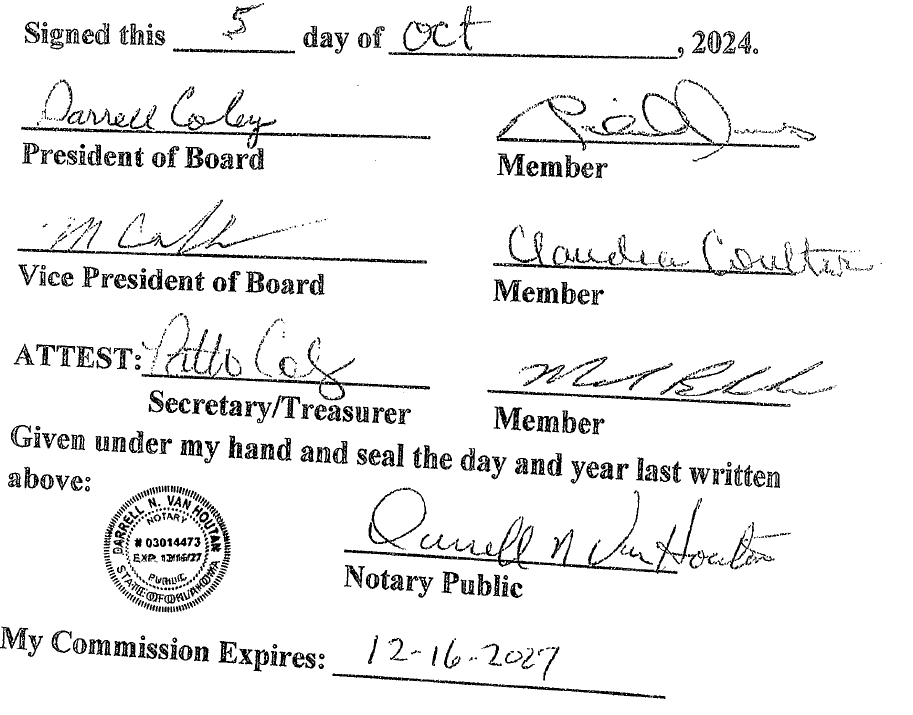 Signed this 5 day of Oct, 2024.
Darrell Coley
President of Board
Member
M
Vice President of Board
Claudia Coulter
Member
ATTEST:
Secretary/Treasurer
Member
Given under my hand and seal the day and year last written
above:
DARRELL N. VAN HOUTAN
NOTARY
# 03014473
EXP. 12/16/27
PUBLIC
STATE OF OKLAHOMA
Darrell N Van Houtan
Notary Public
My Commission Expires: 12-16-2027